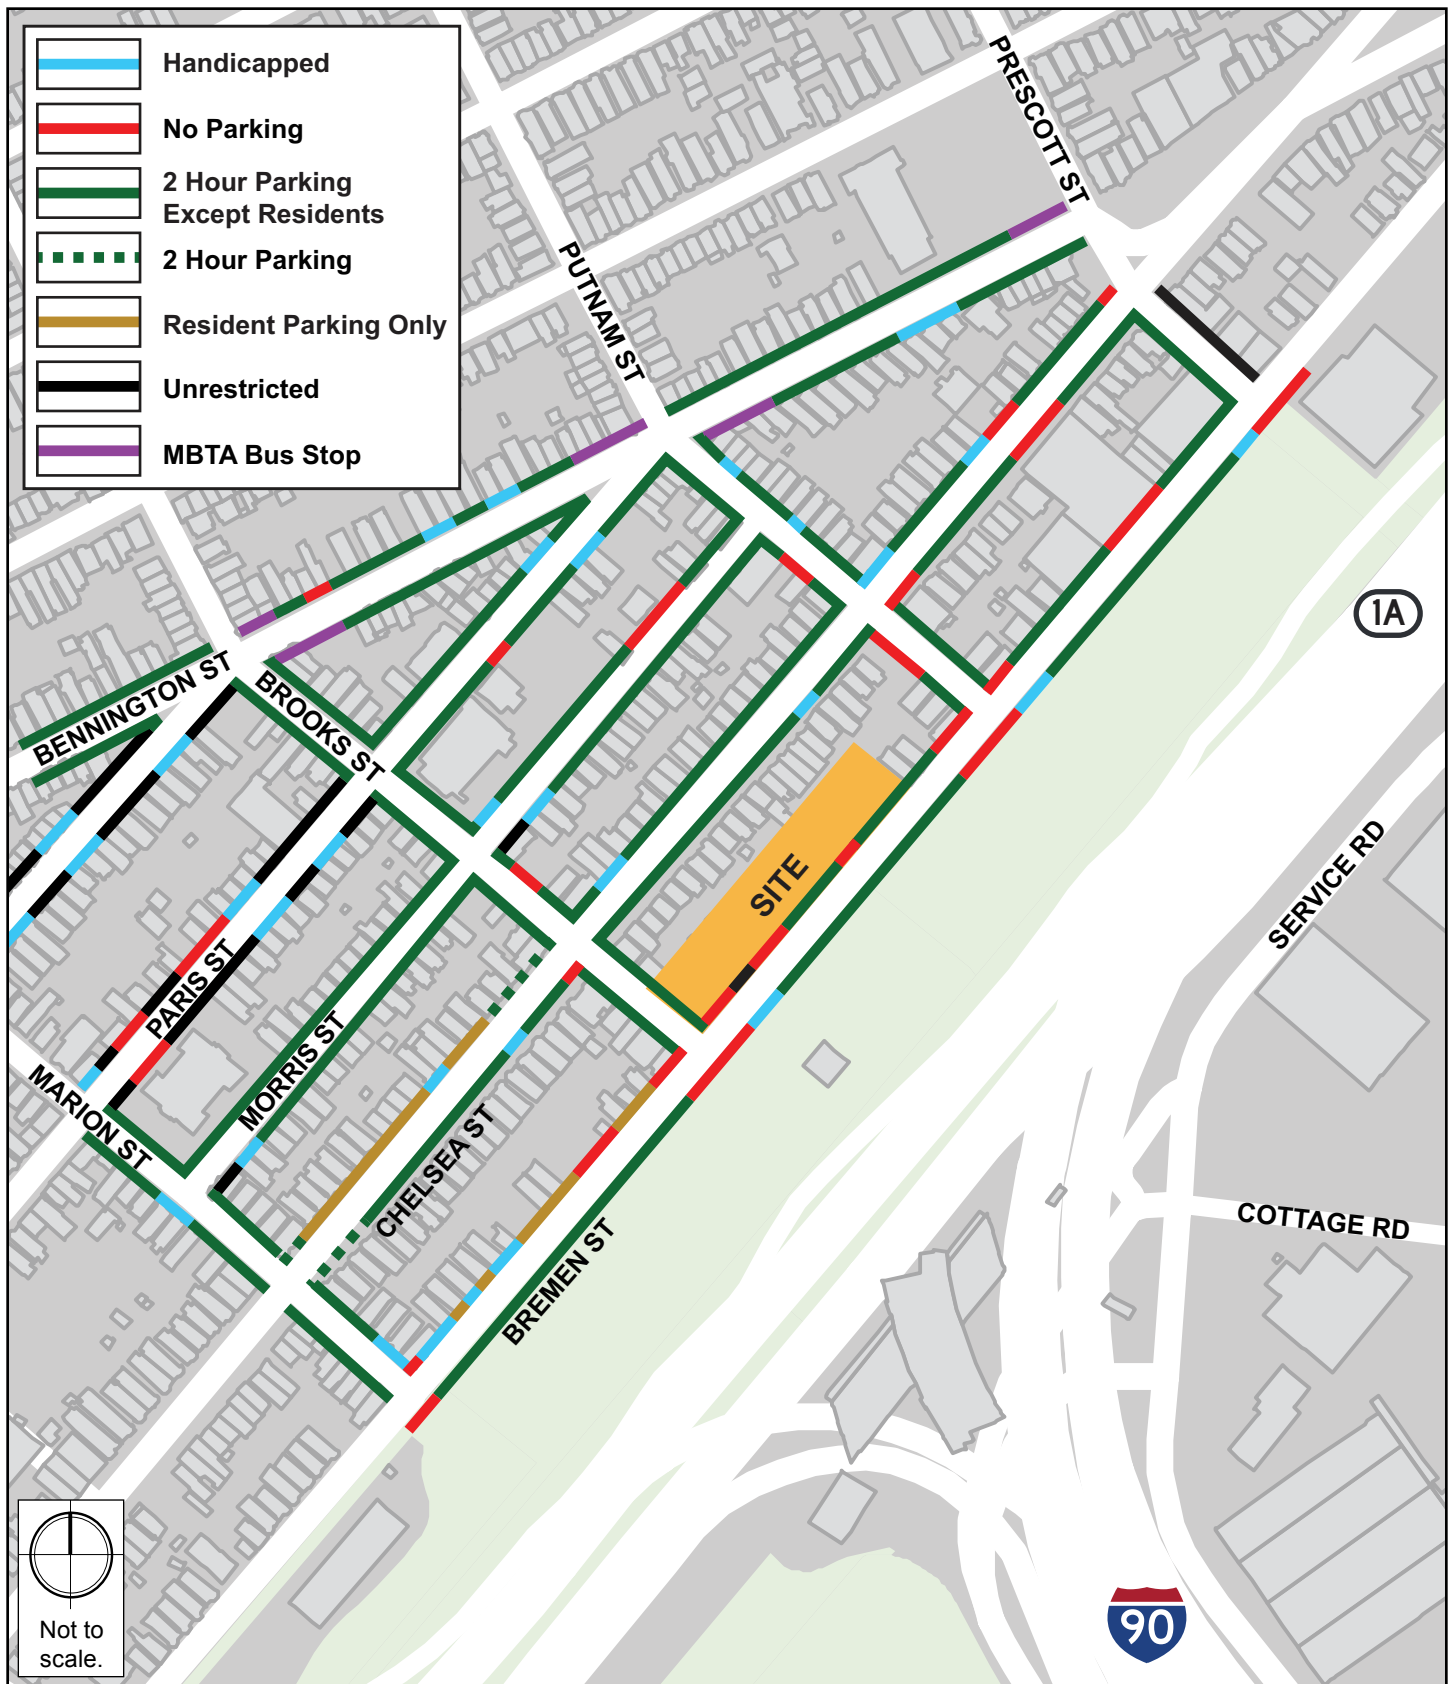 Handicapped
No Parking
2 Hour Parking
Except Residents
2 Hour Parking
Resident Parking Only
Unrestricted
MBTA Bus Stop
PRESCOTT ST
PUTNAM ST
1A
BENNINGTON ST
BROOKS ST
SITE
SERVICE RD
PARIS ST
MORRIS ST
MARION ST
CHELSEA ST
BREMEN ST
COTTAGE RD
Not to
scale.
90